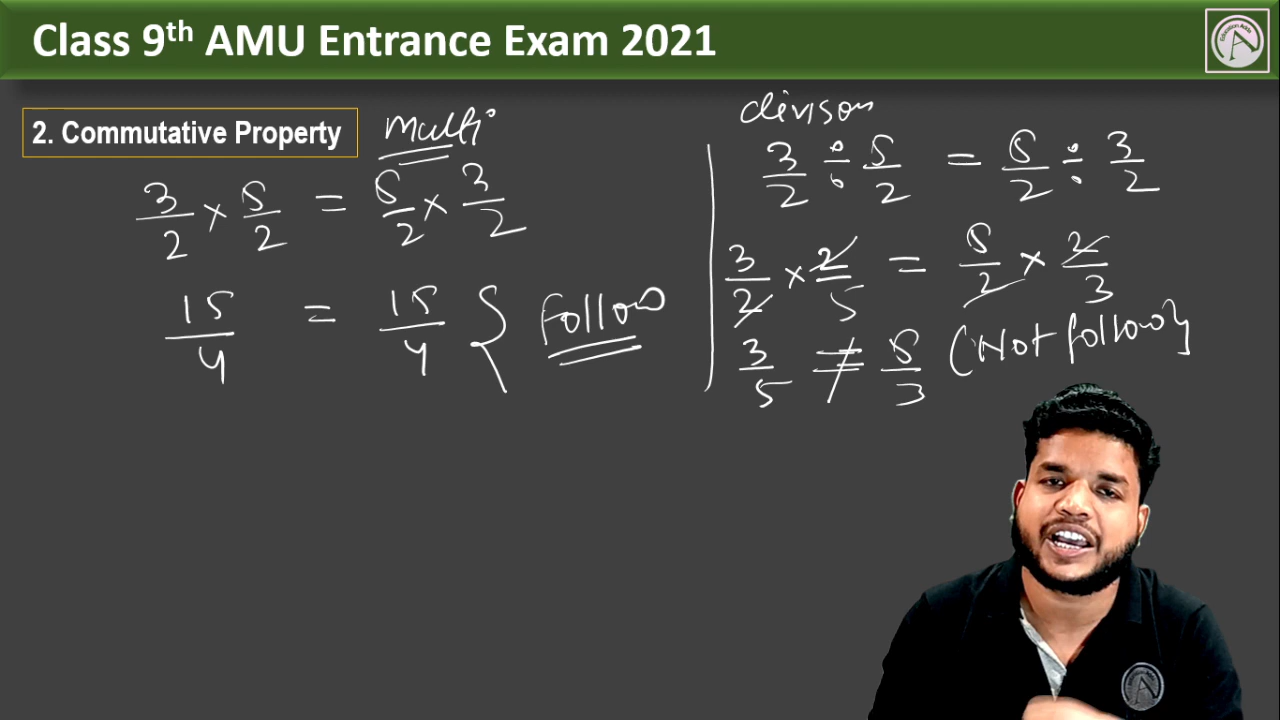 Class 9th AMU Entrance Exam 2021
2. Commutative Property
multi
3/2 × 5/2 = 5/2 × 3/2
15/4 = 15/4 } Follow
divison
3/2 ÷ 5/2 = 5/2 ÷ 3/2
3/2 × 2/5 = 5/2 × 2/3
3/5 ≠ 5/3 (Not follow)
A
A